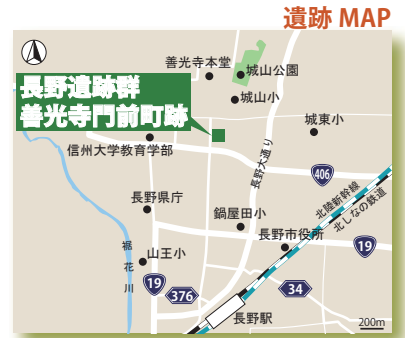 遺跡 MAP
善光寺本堂
城山公園
長野遺跡群
善光寺門前町跡
城山小
城東小
信州大学教育学部
長野大通り
406
北陸新幹線
北しなの鉄道
長野県庁
鍋屋田小
長野市役所
19
裾花川
山王小
19
376
34
長野駅
200m